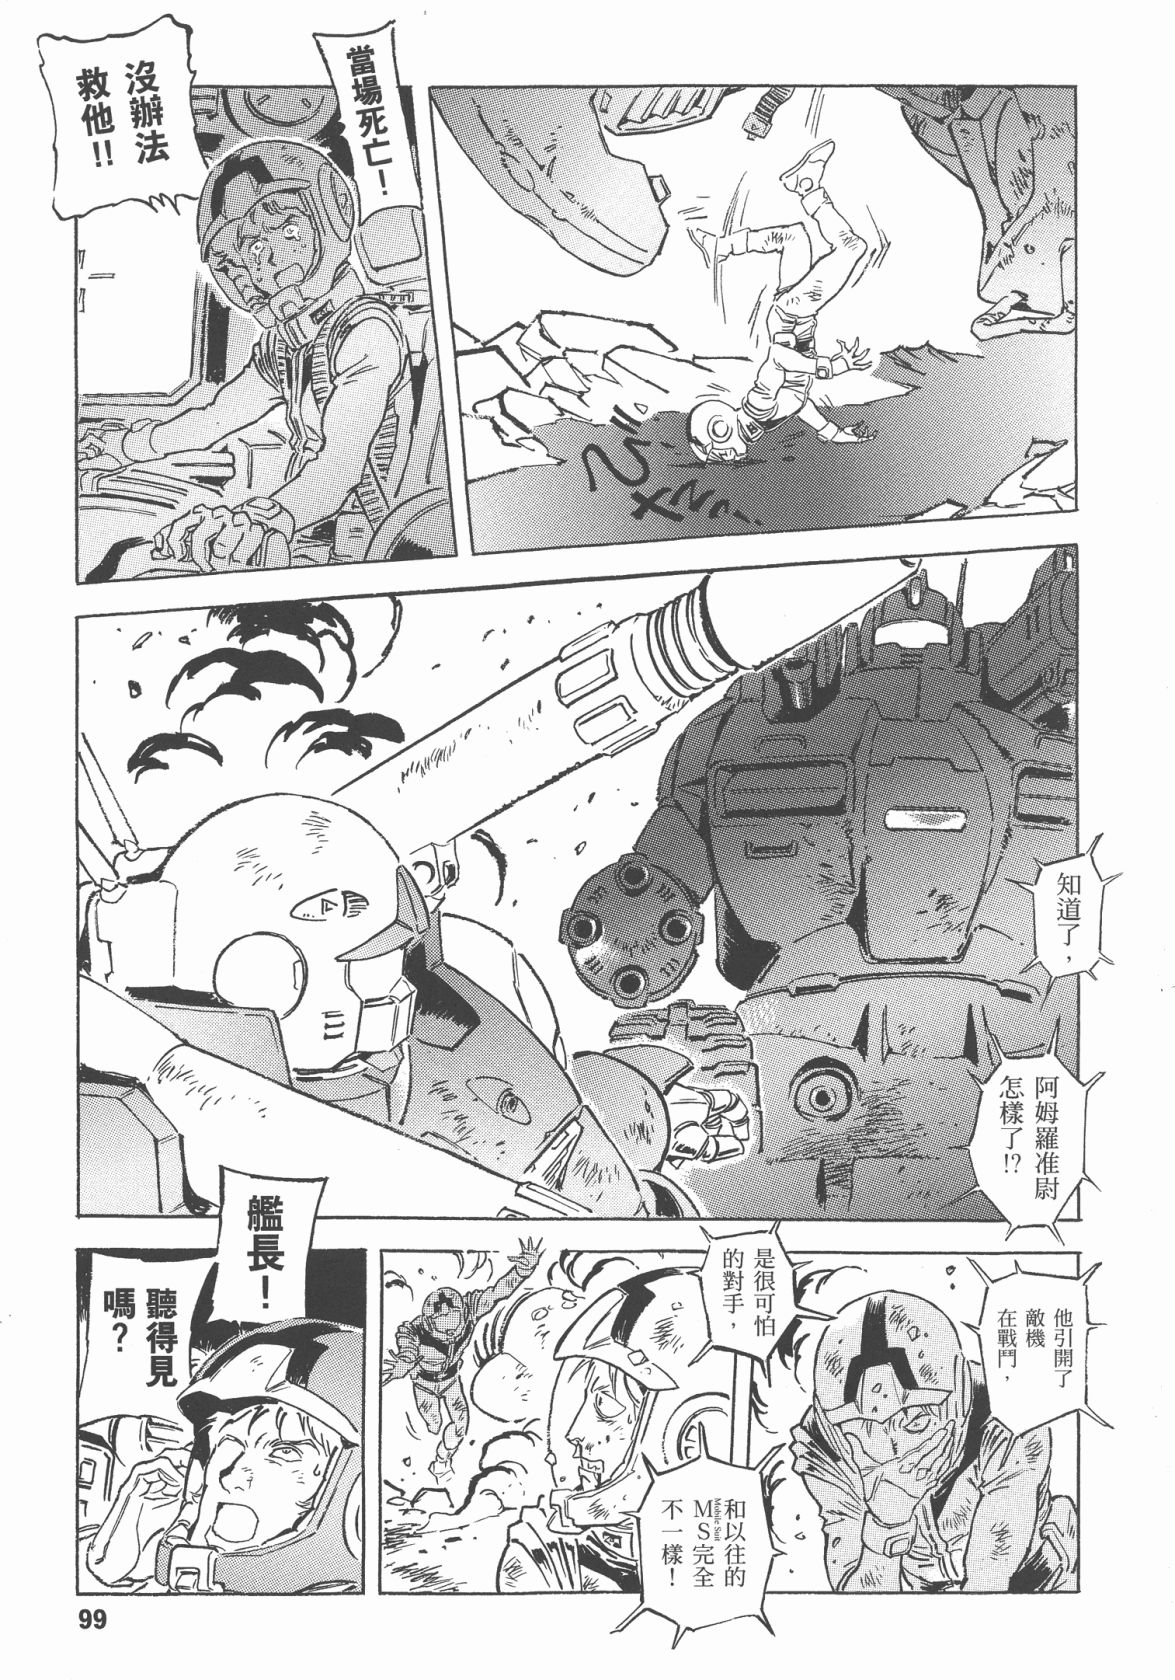 當場死亡！
沒辦法
救他!!
知道了，
阿姆羅准尉
怎樣了!?
他引開了
敵機
在戰鬥，
是很可怕
的對手，
和以往的
MS完全
Mobile Suit
不一樣！
艦長！
聽得見
嗎？
99